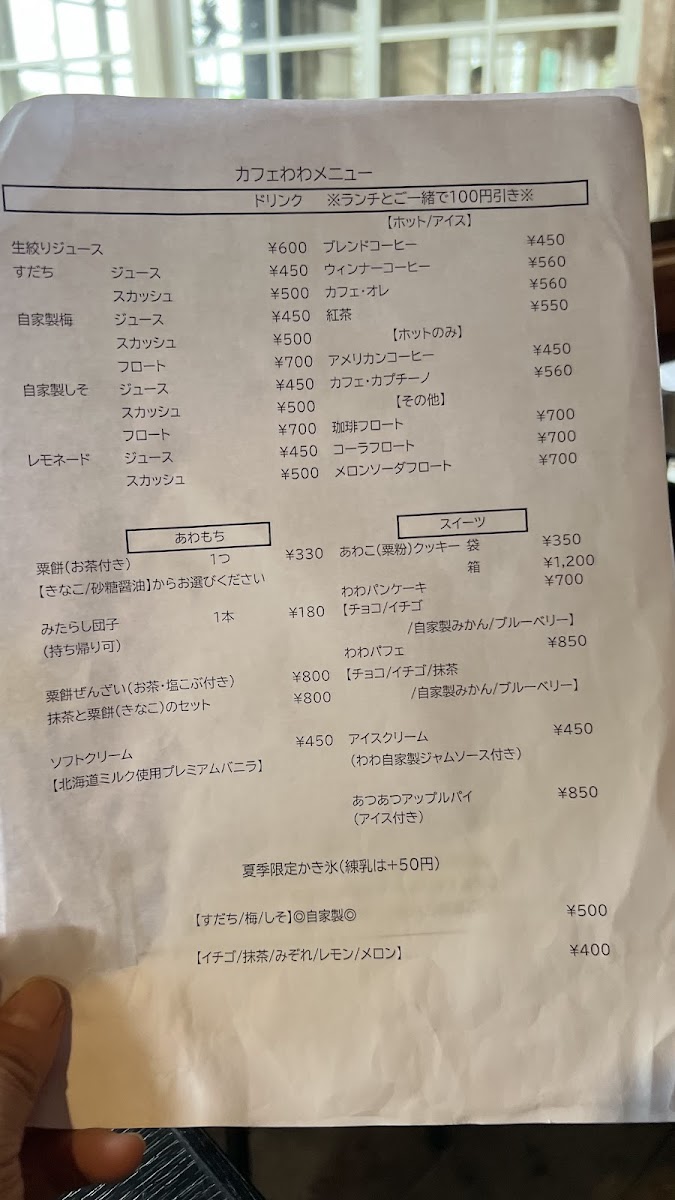 カフェわわメニュー
ドリンク ※ランチとご一緒で100円引き※
生絞りジュース ¥600
すだち ジュース ¥450
スカッシュ ¥500
自家製梅 ジュース ¥450
スカッシュ ¥500
フロート ¥700
自家製しそ ジュース ¥450
スカッシュ ¥500
フロート ¥700
レモネード ジュース ¥450
スカッシュ ¥500
【ホット/アイス】
ブレンドコーヒー ¥450
ウィンナーコーヒー ¥560
カフェ・オレ ¥560
紅茶 ¥550
【ホットのみ】
アメリカンコーヒー ¥450
カフェ・カプチーノ ¥560
【その他】
珈琲フロート ¥700
コーラフロート ¥700
メロンソーダフロート ¥700
あわもち
粟餅(お茶付き) 1つ ¥330
【きなこ/砂糖醤油】からお選びください
みたらし団子 1本 ¥180
(持ち帰り可)
粟餅ぜんざい(お茶・塩こぶ付き) ¥800
抹茶と粟餅(きなこ)のセット ¥800
ソフトクリーム ¥450
【北海道ミルク使用プレミアムバニラ】
スイーツ
あわこ(粟粉)クッキー 袋 ¥350
箱 ¥1,200
わわパンケーキ ¥700
【チョコ/イチゴ
/自家製みかん/ブルーベリー】
わわパフェ ¥850
【チョコ/イチゴ/抹茶
/自家製みかん/ブルーベリー】
アイスクリーム ¥450
(わわ自家製ジャムソース付き)
あつあつアップルパイ ¥850
(アイス付き)
夏季限定かき氷(練乳は+50円)
【すだち/梅/しそ】◎自家製◎ ¥500
【イチゴ/抹茶/みぞれ/レモン/メロン】 ¥400